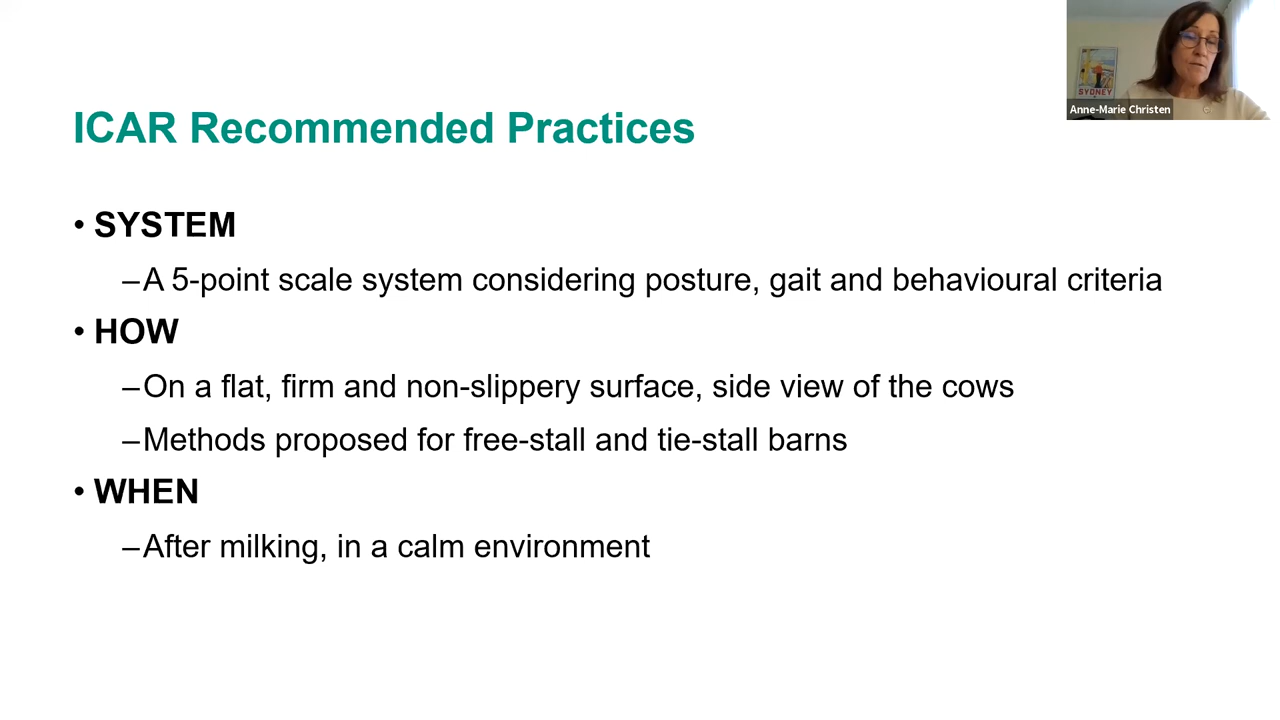 ICAR Recommended Practices
• SYSTEM
–A 5-point scale system considering posture, gait and behavioural criteria
• HOW
–On a flat, firm and non-slippery surface, side view of the cows
–Methods proposed for free-stall and tie-stall barns
• WHEN
–After milking, in a calm environment
SYDNEY
Anne-Marie Christen